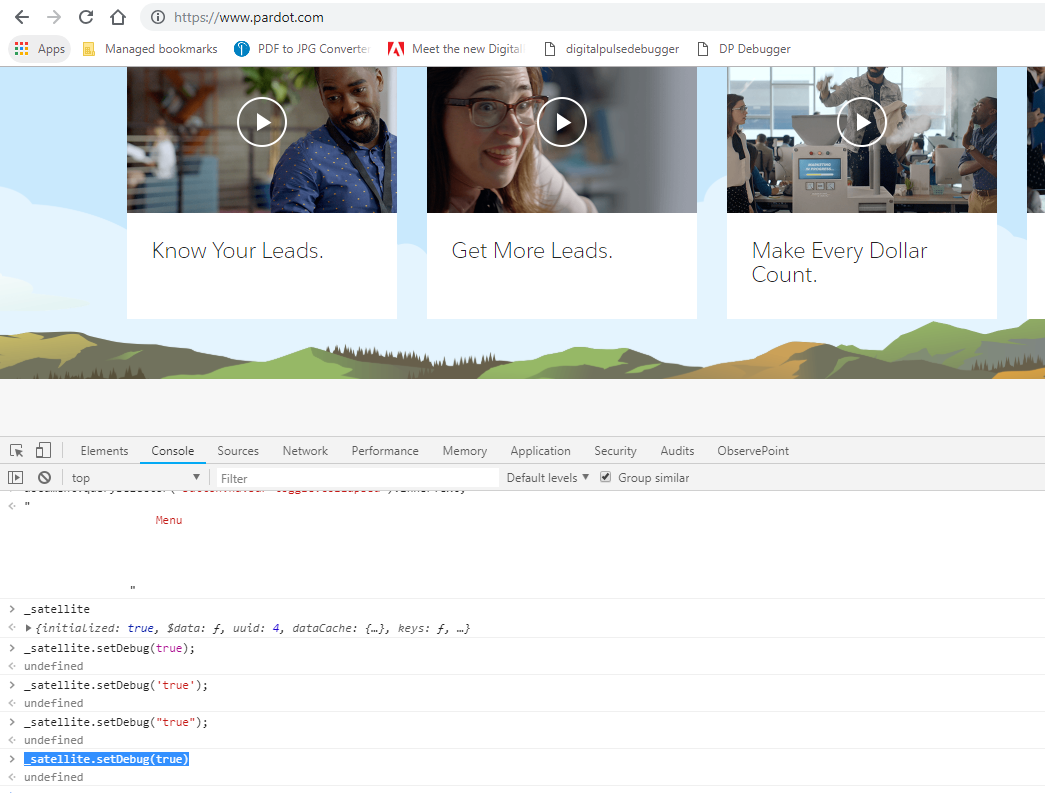 https://www.pardot.com
Apps Managed bookmarks PDF to JPG Converter Meet the new Digital digitalpulsedebugger DP Debugger
MARKETING
IN PROGRESS...
Know Your Leads. Get More Leads. Make Every Dollar
Count.
Elements Console Sources Network Performance Memory Application Security Audits ObservePoint
top Filter Default levels Group similar
"
Menu
"
_satellite
{initialized: true, $data: ƒ, uuid: 4, dataCache: {…}, keys: ƒ, …}
_satellite.setDebug(true);
undefined
_satellite.setDebug('true');
undefined
_satellite.setDebug("true");
undefined
_satellite.setDebug(true)
undefined